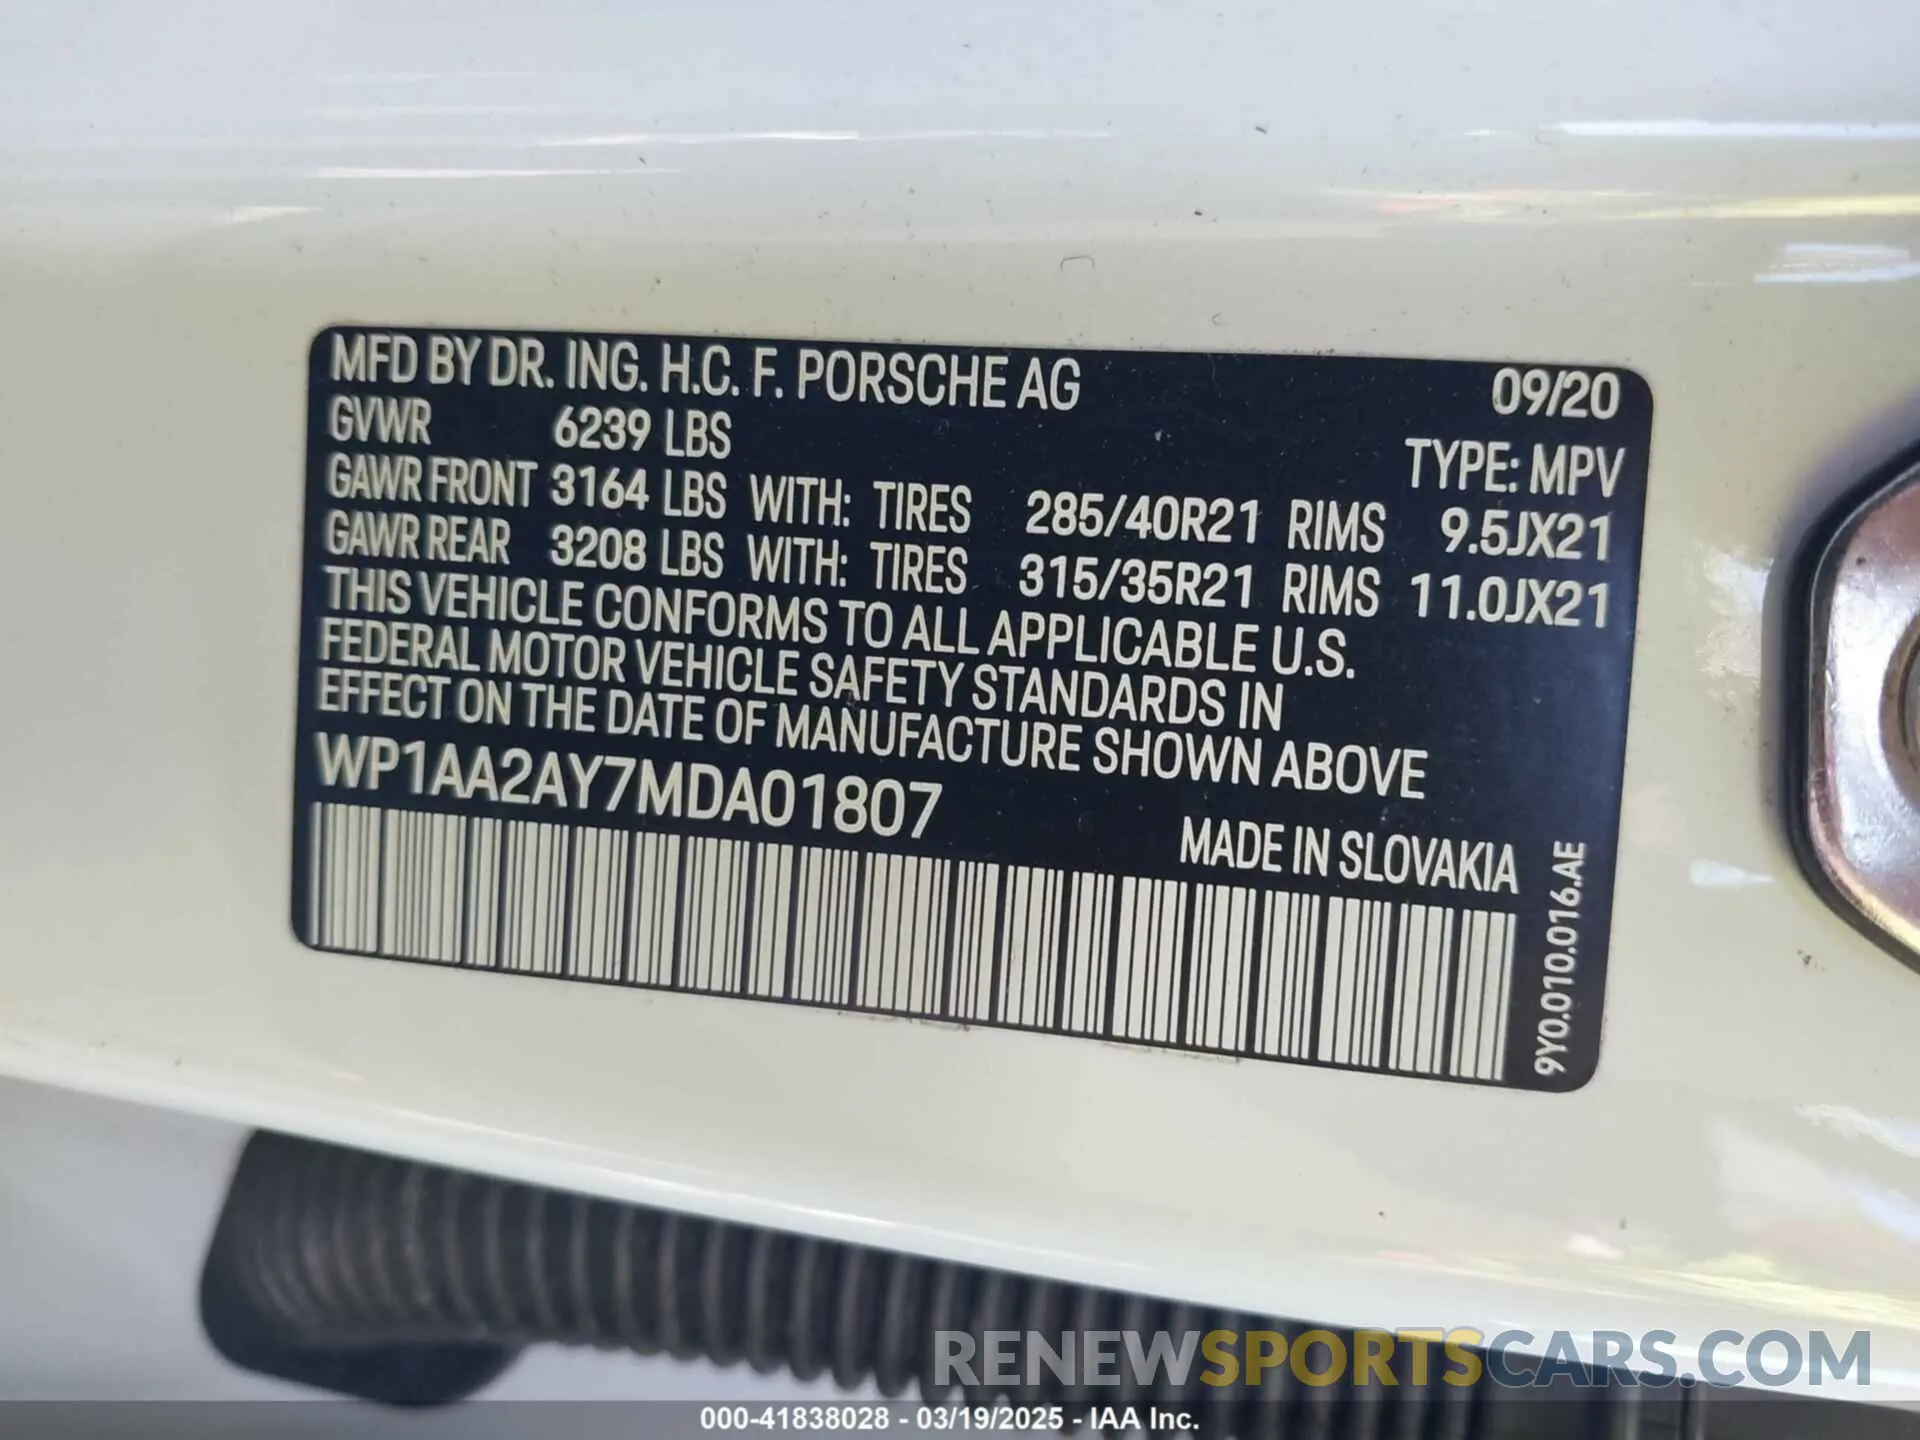 MFD BY DR. ING. H.C. F. PORSCHE AG 09/20
GVWR 6239 LBS TYPE: MPV
GAWR FRONT 3164 LBS WITH: TIRES 285/40R21 RIMS 9.5JX21
GAWR REAR 3208 LBS WITH: TIRES 315/35R21 RIMS 11.0JX21
THIS VEHICLE CONFORMS TO ALL APPLICABLE U.S.
FEDERAL MOTOR VEHICLE SAFETY STANDARDS IN
EFFECT ON THE DATE OF MANUFACTURE SHOWN ABOVE
WP1AA2AY7MDA01807
MADE IN SLOVAKIA
9Y0.010.016.AE
RENEWSPORTSCARS.COM
000-41838028 - 03/19/2025 - IAA Inc.